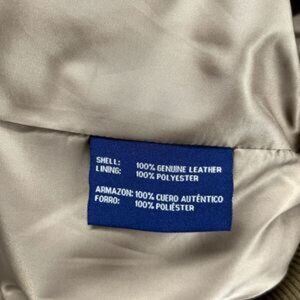 SHELL: 100% GENUINE LEATHER
LINING: 100% POLYESTER
ARMAZON: 100% CUERO AUTÉNTICO
FORRO: 100% POLIÉSTER